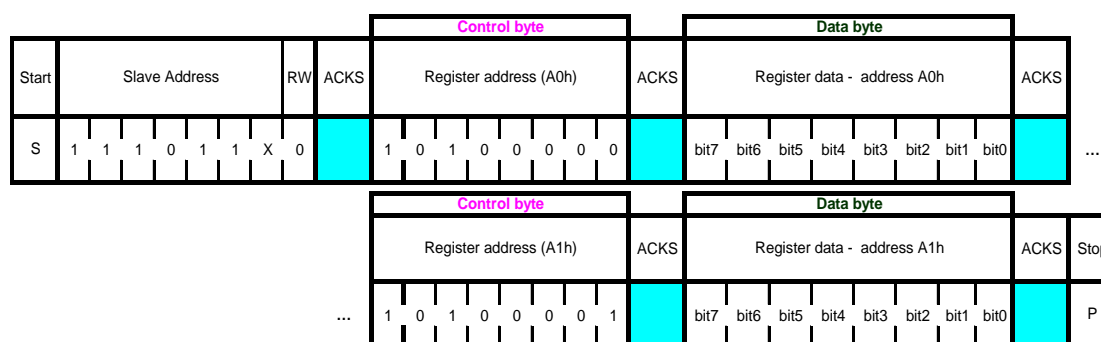 Control byte Data byte
Start Slave Address RW ACKS Register address (A0h) ACKS Register data - address A0h ACKS
S 1 1 1 0 1 1 X 0 1 0 1 0 0 0 0 0 bit7 bit6 bit5 bit4 bit3 bit2 bit1 bit0 ...
Control byte Data byte
Register address (A1h) ACKS Register data - address A1h ACKS Stop
... 1 0 1 0 0 0 0 1 bit7 bit6 bit5 bit4 bit3 bit2 bit1 bit0 P